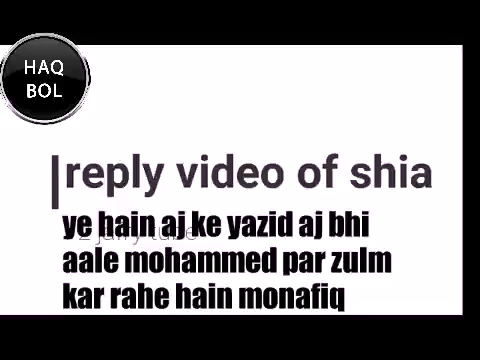 HAQ
BOL
reply video of shia
ye hain aj ke yazid aj bhi
aale mohammed par zulm
kar rahe hain monafiq